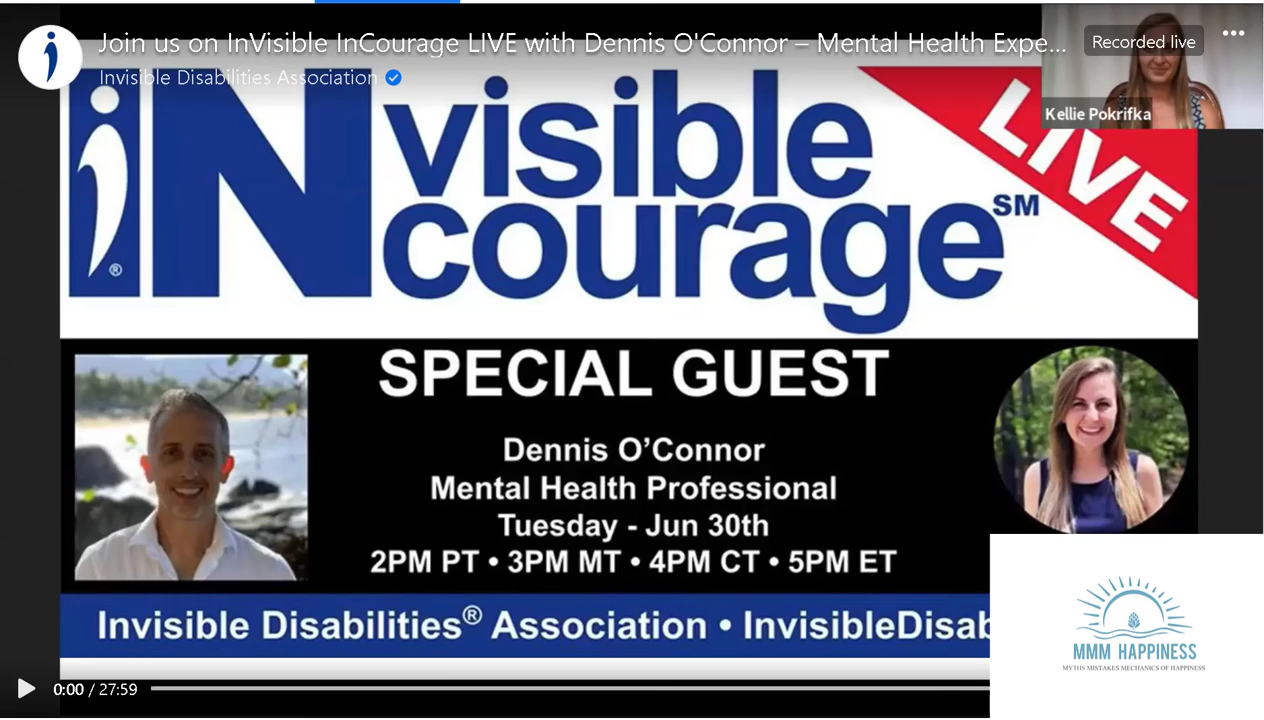 Join us on InVisible InCourage LIVE with Dennis O'Connor – Mental Health Expe...
Recorded live
Invisible Disabilities Association
Kellie Pokrifka
iNvisible
courage SM
®
LIVE
SPECIAL GUEST
Dennis O'Connor
Mental Health Professional
Tuesday - Jun 30th
2PM PT • 3PM MT • 4PM CT • 5PM ET
Invisible Disabilities® Association • InvisibleDisab
MMM HAPPINESS
MYTHS MISTAKES MECHANICS OF HAPPINESS
0:00 / 27:59